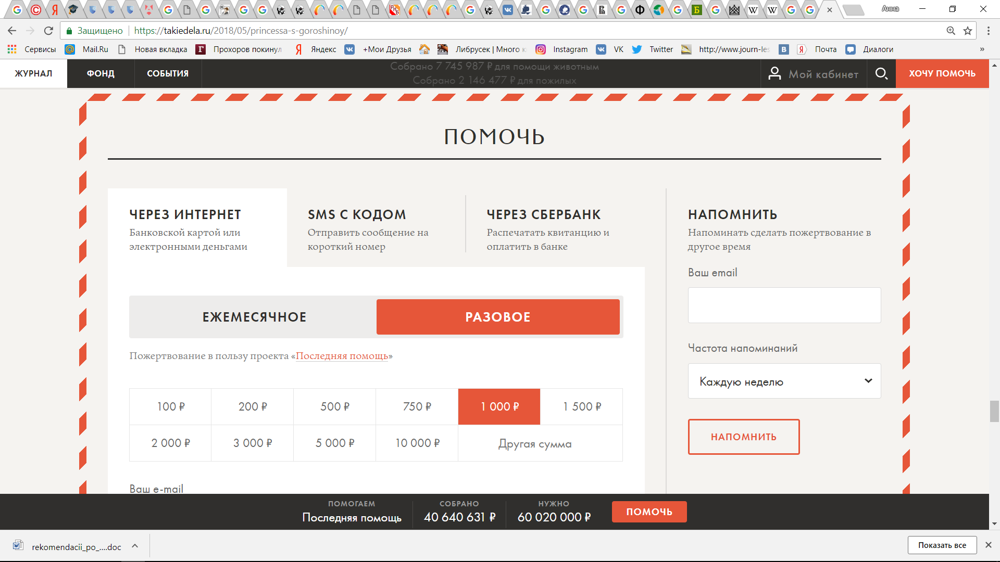 Анна
Защищено https://takiedela.ru/2018/05/princessa-s-goroshinoy/
Сервисы Mail.Ru Новая вкладка Прохоров покинул Яндекс +Мои Друзья Либрусек | Много к Instagram VK Twitter http://www.journ-les Почта Диалоги »
ЖУРНАЛ ФОНД СОБЫТИЯ
Собрано 7 745 987 ₽ для помощи животным
Собрано 2 146 477 ₽ для пожилых
Мой кабинет
ХОЧУ ПОМОЧЬ
ПОМОЧЬ
ЧЕРЕЗ ИНТЕРНЕТ
Банковской картой или
электронными деньгами
SMS С КОДОМ
Отправить сообщение на
короткий номер
ЧЕРЕЗ СБЕРБАНК
Распечатать квитанцию и
оплатить в банке
ЕЖЕМЕСЯЧНОЕ РАЗОВОЕ
Пожертвование в пользу проекта «Последняя помощь»
100 ₽ 200 ₽ 500 ₽ 750 ₽ 1 000 ₽ 1 500 ₽
2 000 ₽ 3 000 ₽ 5 000 ₽ 10 000 ₽ Другая сумма
Ваш e-mail
НАПОМНИТЬ
Напоминать сделать пожертвование в
другое время
Ваш email
Частота напоминаний
Каждую неделю
НАПОМНИТЬ
ПОМОГАЕМ
Последняя помощь
СОБРАНО
40 640 631 ₽
НУЖНО
60 020 000 ₽
ПОМОЧЬ
rekomendacii_po_....doc
Показать все